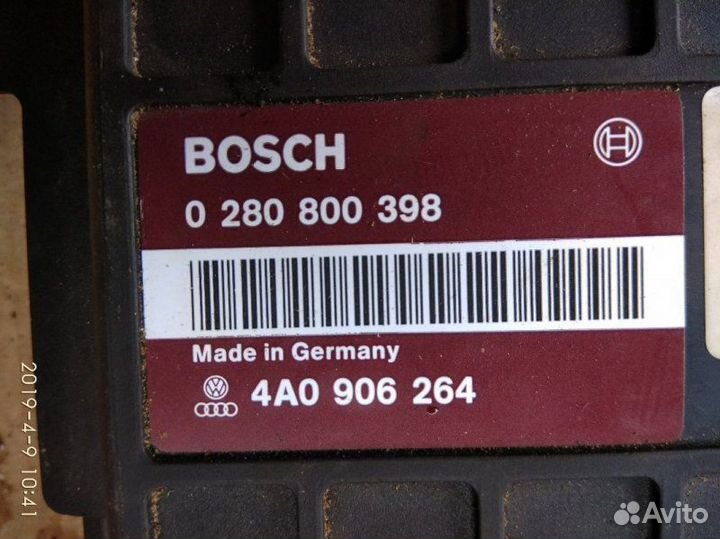 BOSCH
0 280 800 398
Made in Germany
4A0 906 264
2019-4-9 10:41
Avito